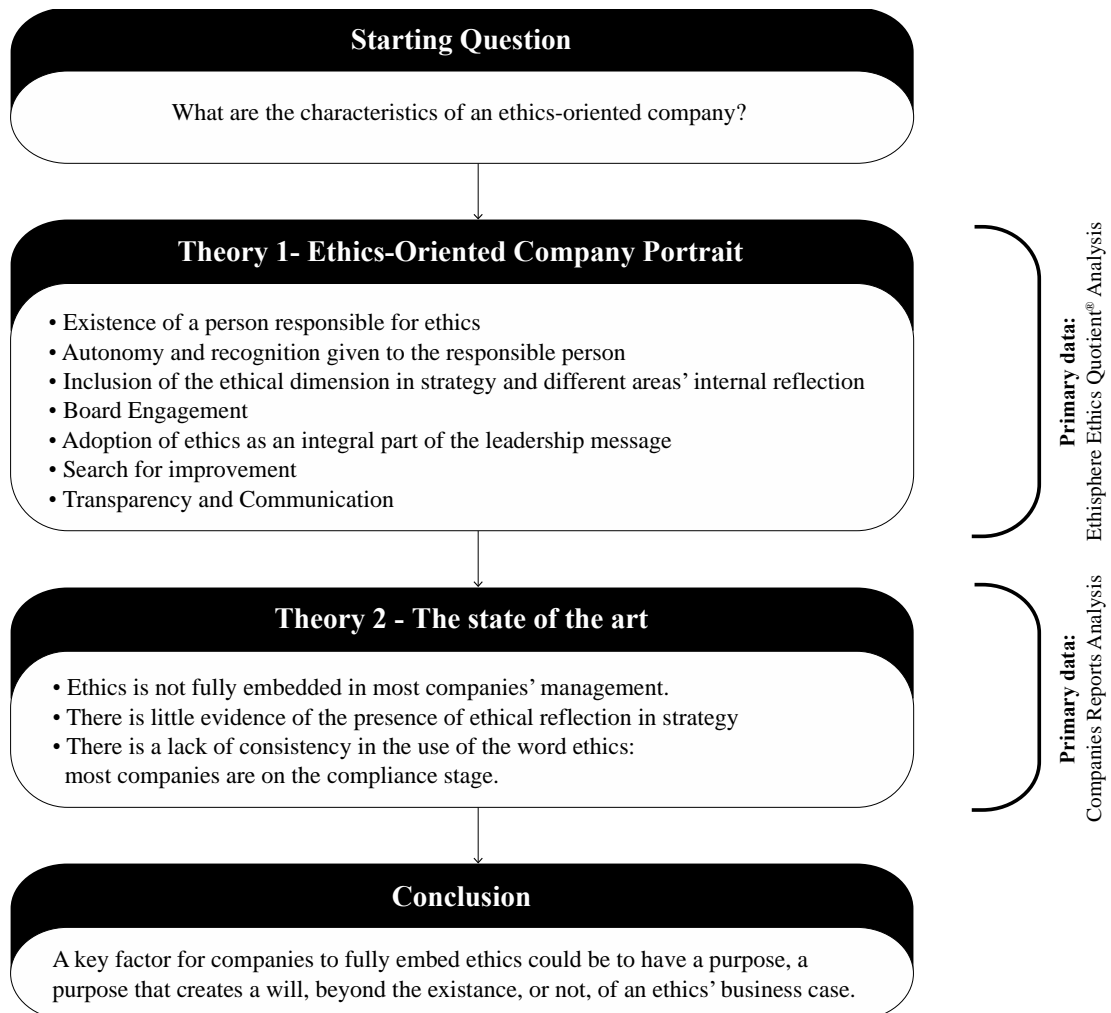 Starting Question
What are the characteristics of an ethics-oriented company?
Theory 1- Ethics-Oriented Company Portrait
• Existence of a person responsible for ethics
• Autonomy and recognition given to the responsible person
• Inclusion of the ethical dimension in strategy and different areas’ internal reflection
• Board Engagement
• Adoption of ethics as an integral part of the leadership message
• Search for improvement
• Transparency and Communication
Primary data:
Ethisphere Ethics Quotient® Analysis
Theory 2 - The state of the art
• Ethics is not fully embedded in most companies’ management.
• There is little evidence of the presence of ethical reflection in strategy
• There is a lack of consistency in the use of the word ethics:
most companies are on the compliance stage.
Primary data:
Companies Reports Analysis
Conclusion
A key factor for companies to fully embed ethics could be to have a purpose, a
purpose that creates a will, beyond the existance, or not, of an ethics’ business case.